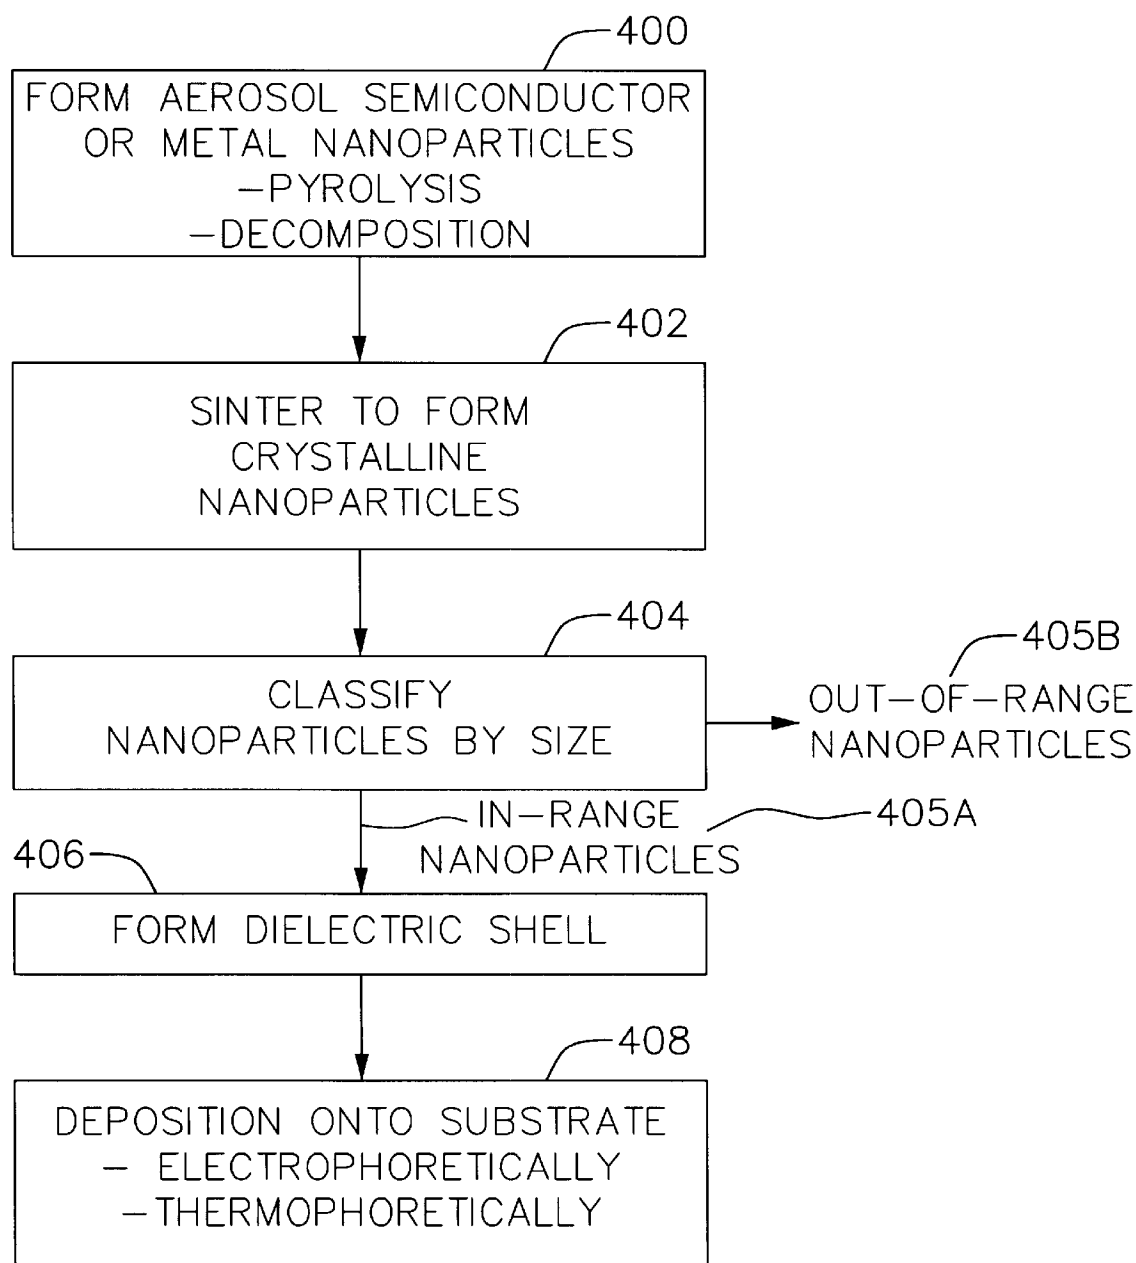 400
FORM AEROSOL SEMICONDUCTOR
OR METAL NANOPARTICLES
-PYROLYSIS
-DECOMPOSITION
402
SINTER TO FORM
CRYSTALLINE
NANOPARTICLES
404
CLASSIFY
NANOPARTICLES BY SIZE
405B
OUT-OF-RANGE
NANOPARTICLES
IN-RANGE
NANOPARTICLES
405A
406
FORM DIELECTRIC SHELL
408
DEPOSITION ONTO SUBSTRATE
- ELECTROPHORETICALLY
-THERMOPHORETICALLY